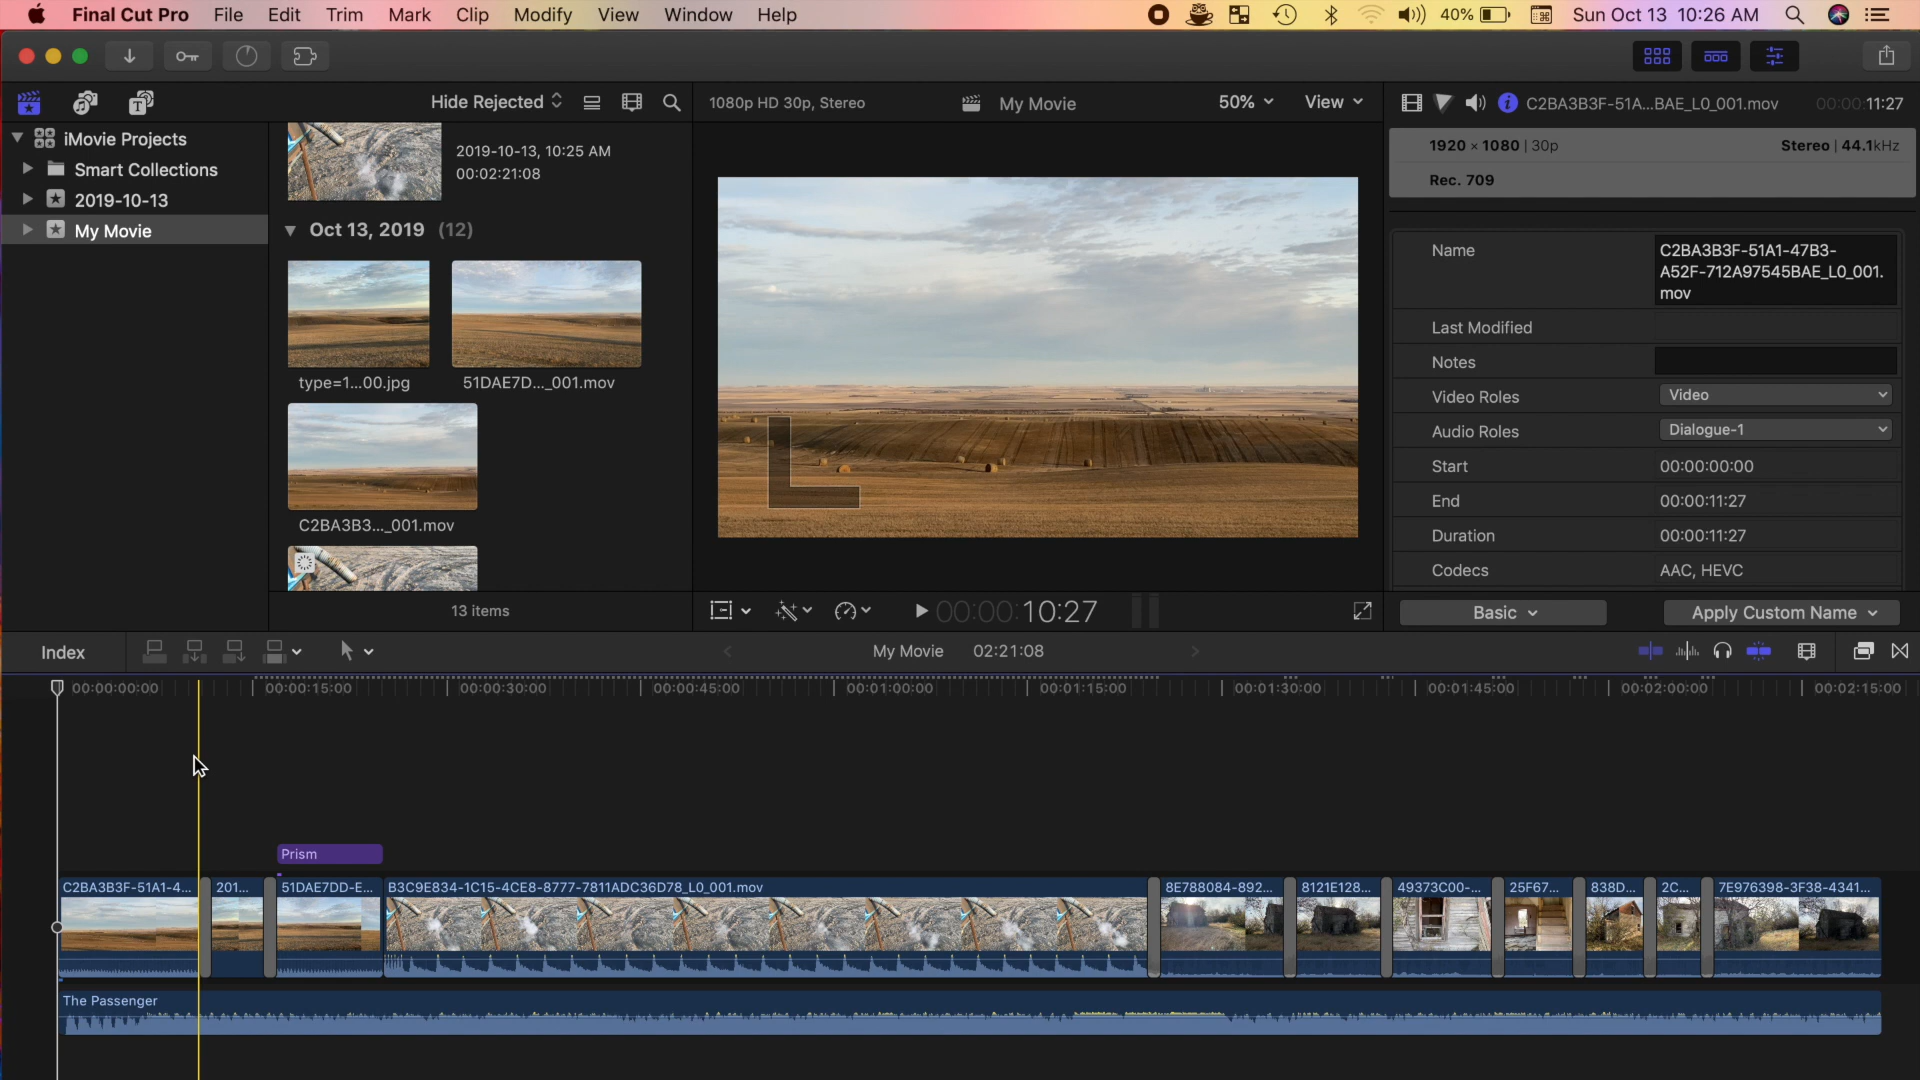 Final Cut Pro File Edit Trim Mark Clip Modify View Window Help 40% Sun Oct 13 10:26 AM
Hide Rejected
1080p HD 30p, Stereo My Movie 50% View
C2BA3B3F-51A...BAE_L0_001.mov 00:00:11:27
iMovie Projects
Smart Collections
2019-10-13
My Movie
2019-10-13, 10:25 AM
00:02:21:08
Oct 13, 2019 (12)
type=1...00.jpg 51DAE7D..._001.mov
C2BA3B3..._001.mov
13 items
00:00:10:27
1920 × 1080 | 30p Stereo | 44.1kHz
Rec. 709
Name C2BA3B3F-51A1-47B3-
A52F-712A97545BAE_L0_001.
mov
Last Modified
Notes
Video Roles Video
Audio Roles Dialogue-1
Start 00:00:00:00
End 00:00:11:27
Duration 00:00:11:27
Codecs AAC, HEVC
Basic Apply Custom Name
Index My Movie 02:21:08
00:00:00:00 00:00:15:00 00:00:30:00 00:00:45:00 00:01:00:00 00:01:15:00 00:01:30:00 00:01:45:00 00:02:00:00 00:02:15:00
Prism
C2BA3B3F-51A1-4... 201... 51DAE7DD-E... B3C9E834-1C15-4CE8-8777-7811ADC36D78_L0_001.mov 8E788084-892... 8121E128... 49373C00-... 25F67... 838D... 2C... 7E976398-3F38-4341...
The Passenger